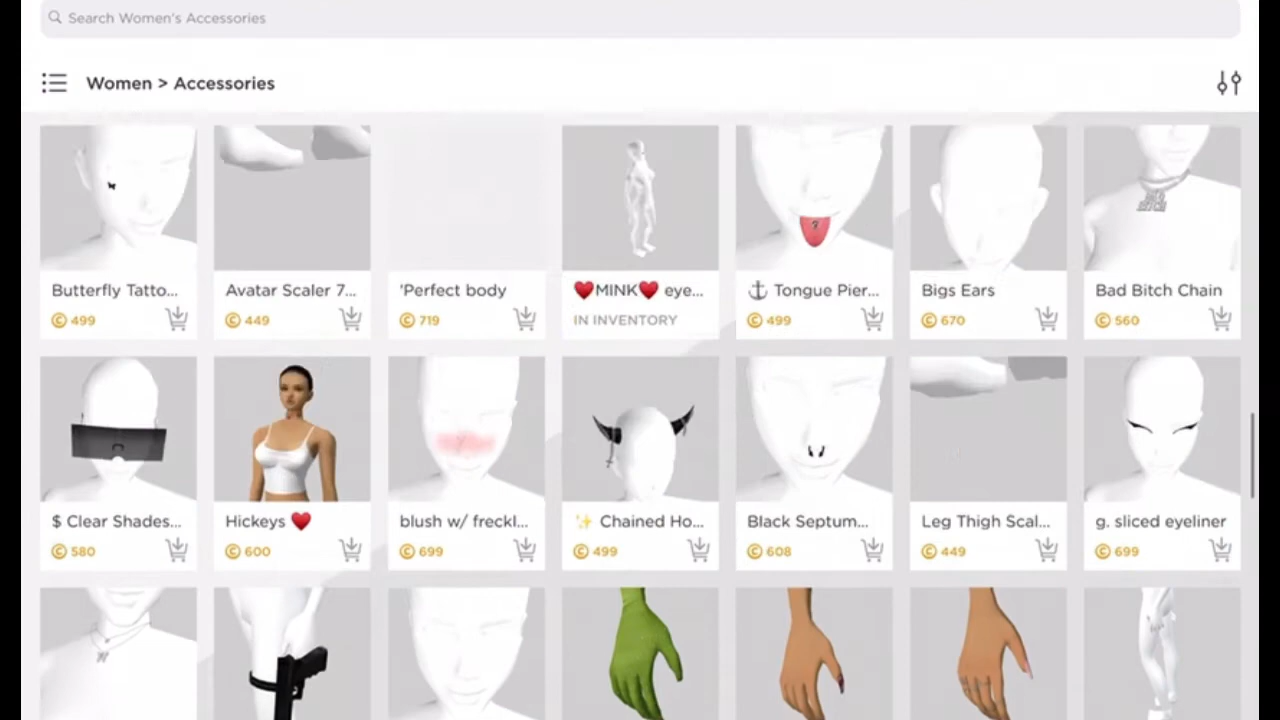 Search Women's Accessories
Women > Accessories
Butterfly Tatto...
499
Avatar Scaler 7...
449
'Perfect body
719
♥️MINK♥️ eye...
IN INVENTORY
⚓ Tongue Pier...
499
Bigs Ears
670
Bad Bitch Chain
560
$ Clear Shades...
580
Hickeys ♥️
600
blush w/ freckl...
699
✨ Chained Ho...
499
Black Septum...
608
Leg Thigh Scal...
449
g. sliced eyeliner
699